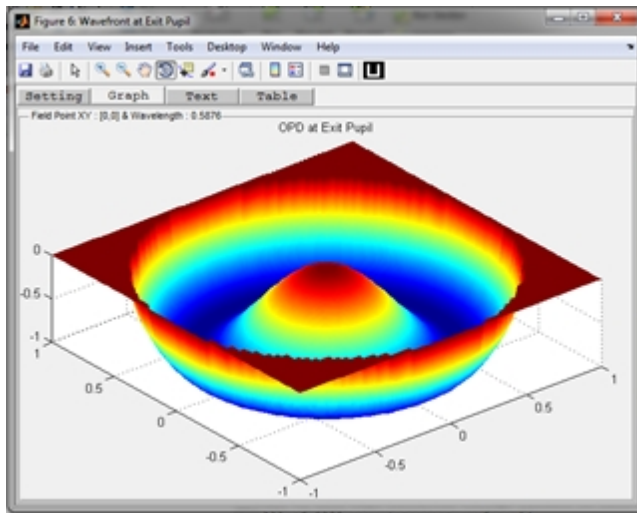 Figure 6: Wavefront at Exit Pupil
File Edit View Insert Tools Desktop Window Help
Setting Graph Text Table
Field Point XY : [0,0] & Wavelength : 0.5876
OPD at Exit Pupil
0
-0.5
-1
1
0.5
0
-0.5
-1
-1
-0.5
0
0.5
1